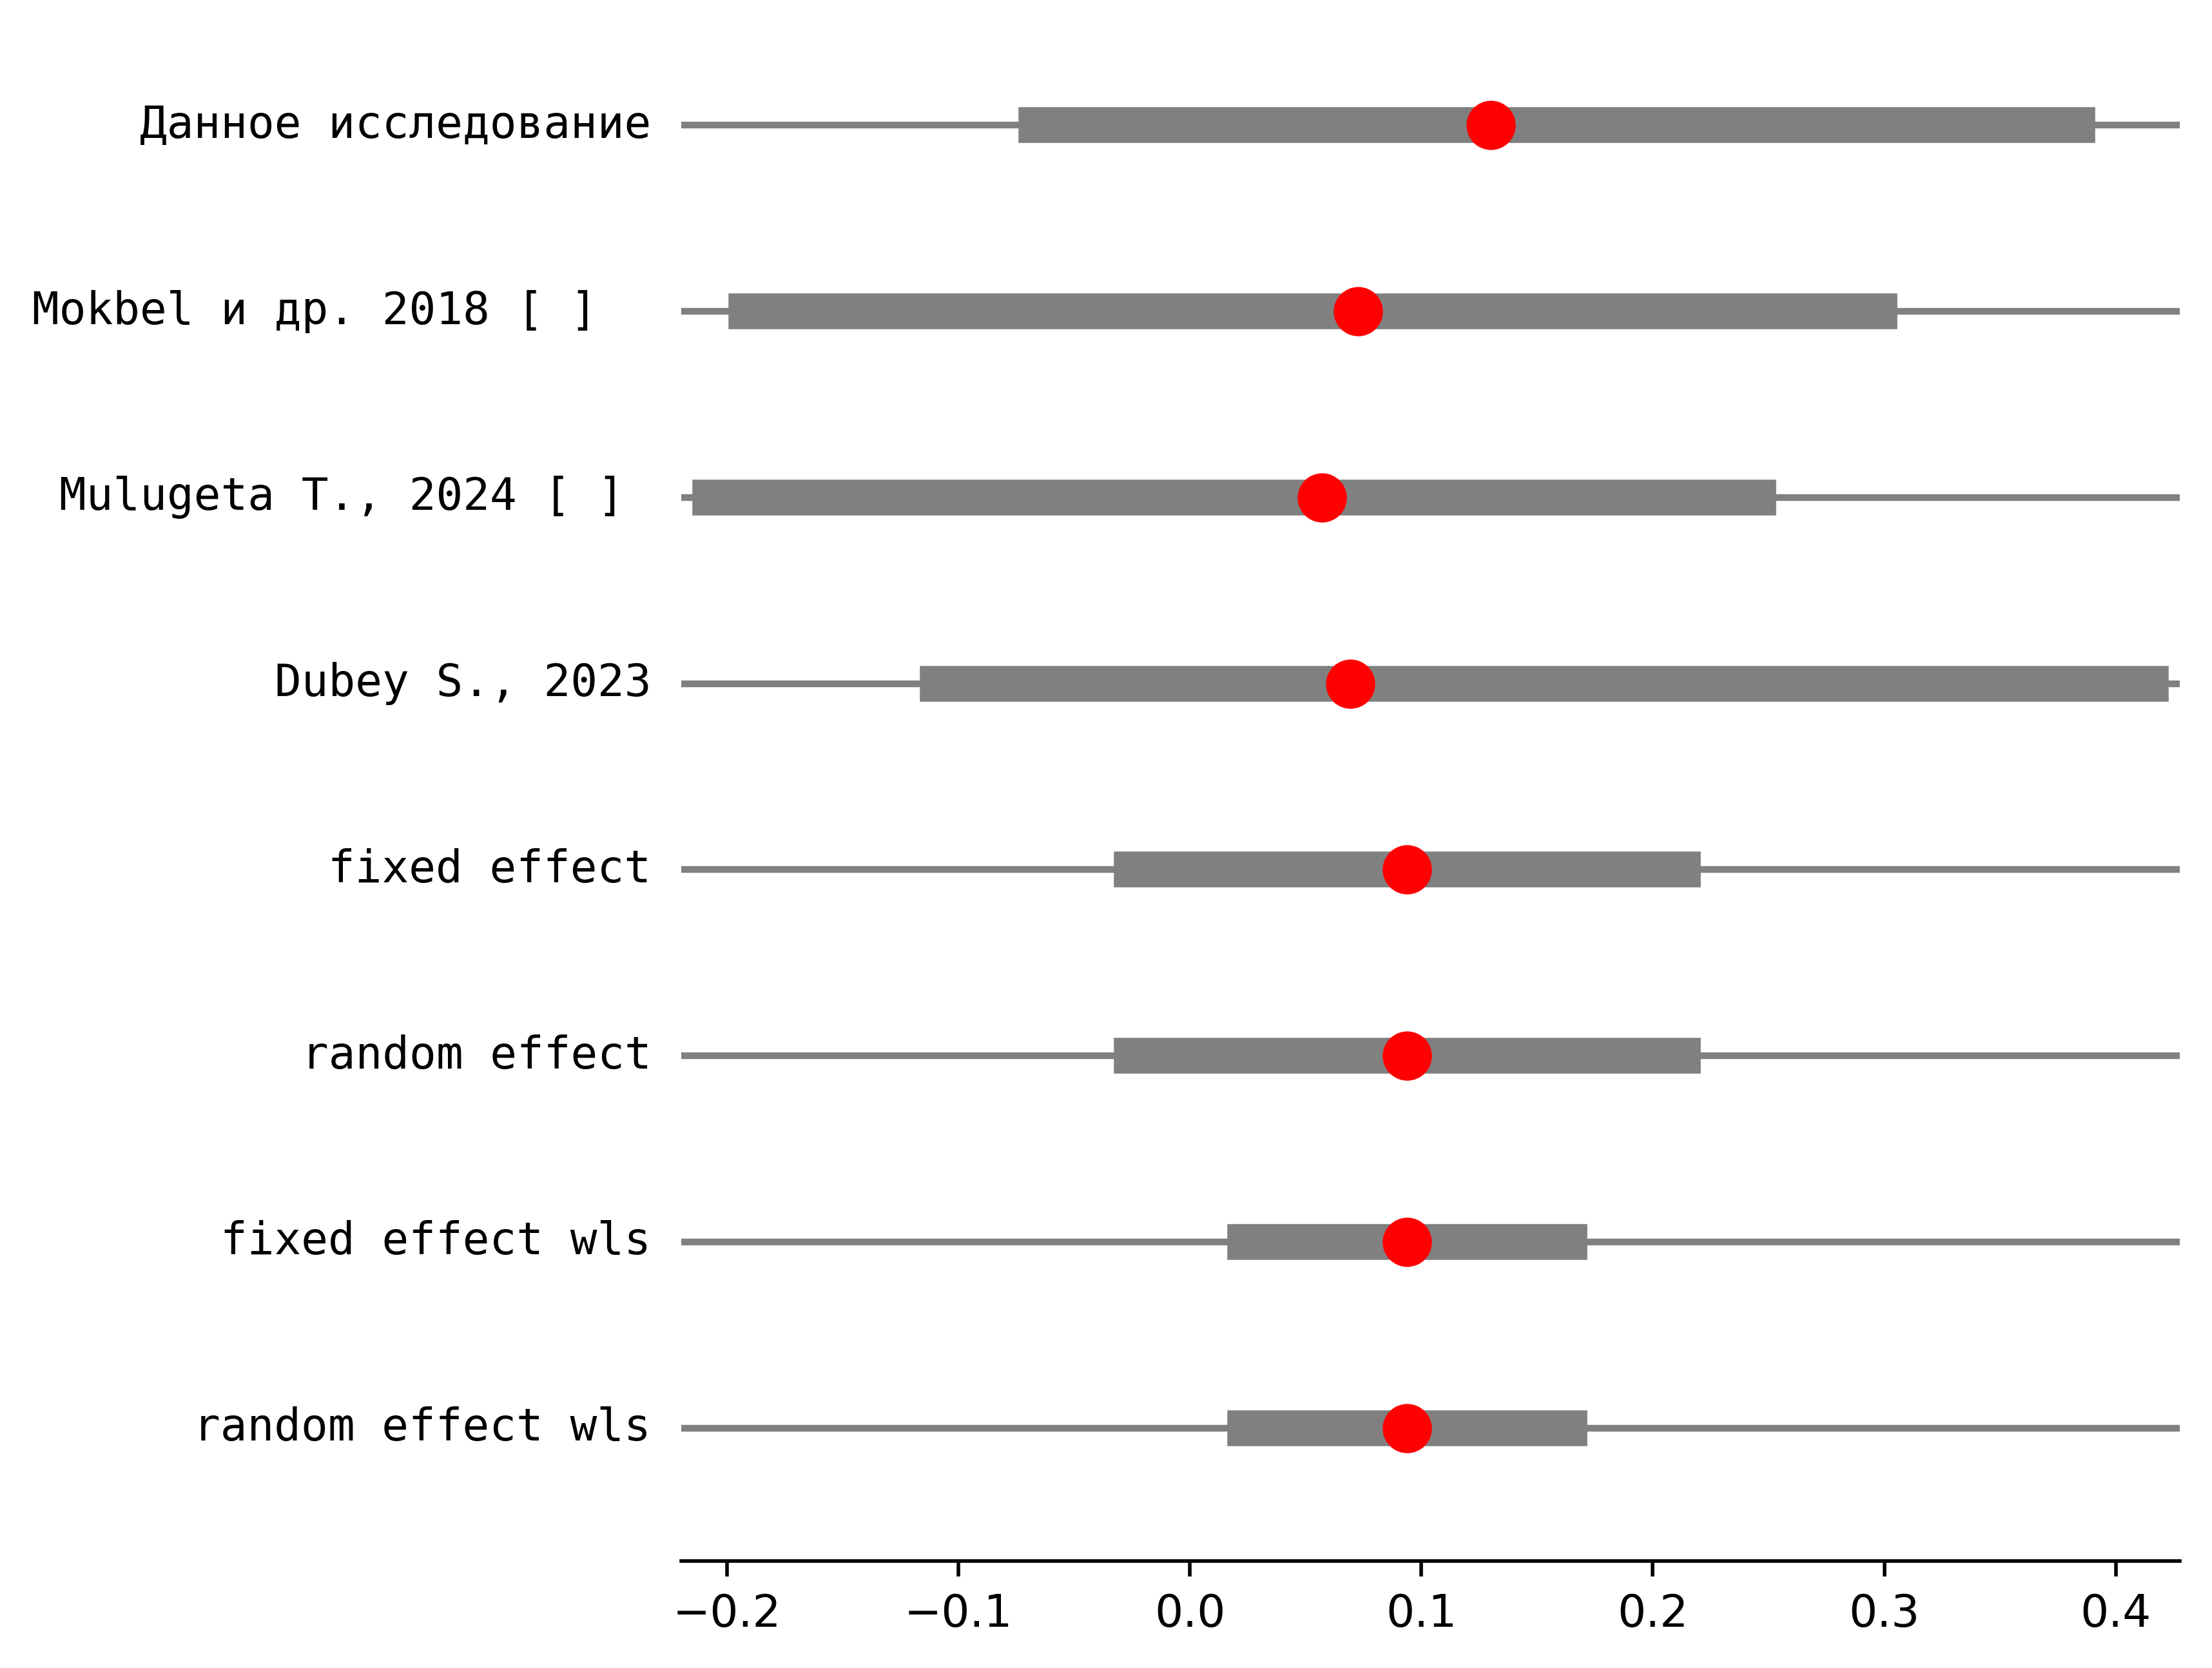 Данное исследование
Mokbel и др. 2018 [ ]
Mulugeta T., 2024 [ ]
Dubey S., 2023
fixed effect
random effect
fixed effect wls
random effect wls
−0.2 −0.1 0.0 0.1 0.2 0.3 0.4